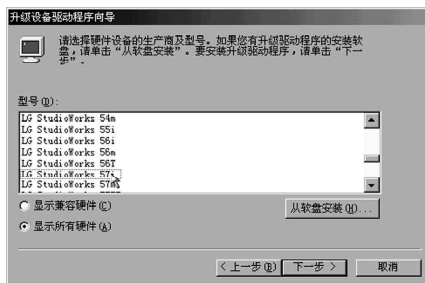 升级设备驱动程序向导
请选择硬件设备的生产商及型号。如果您有升级驱动程序的安装软
盘，请单击“从软盘安装”。要安装升级驱动程序，请单击“下一
步”。
型号(D):
LG StudioWorks 54m
LG StudioWorks 55i
LG StudioWorks 56i
LG StudioWorks 56m
LG StudioWorks 56T
LG StudioWorks 57i
LG StudioWorks 57m
显示兼容硬件(C)
从软盘安装(H)...
显示所有硬件(A)
< 上一步(B)
下一步 >
取消